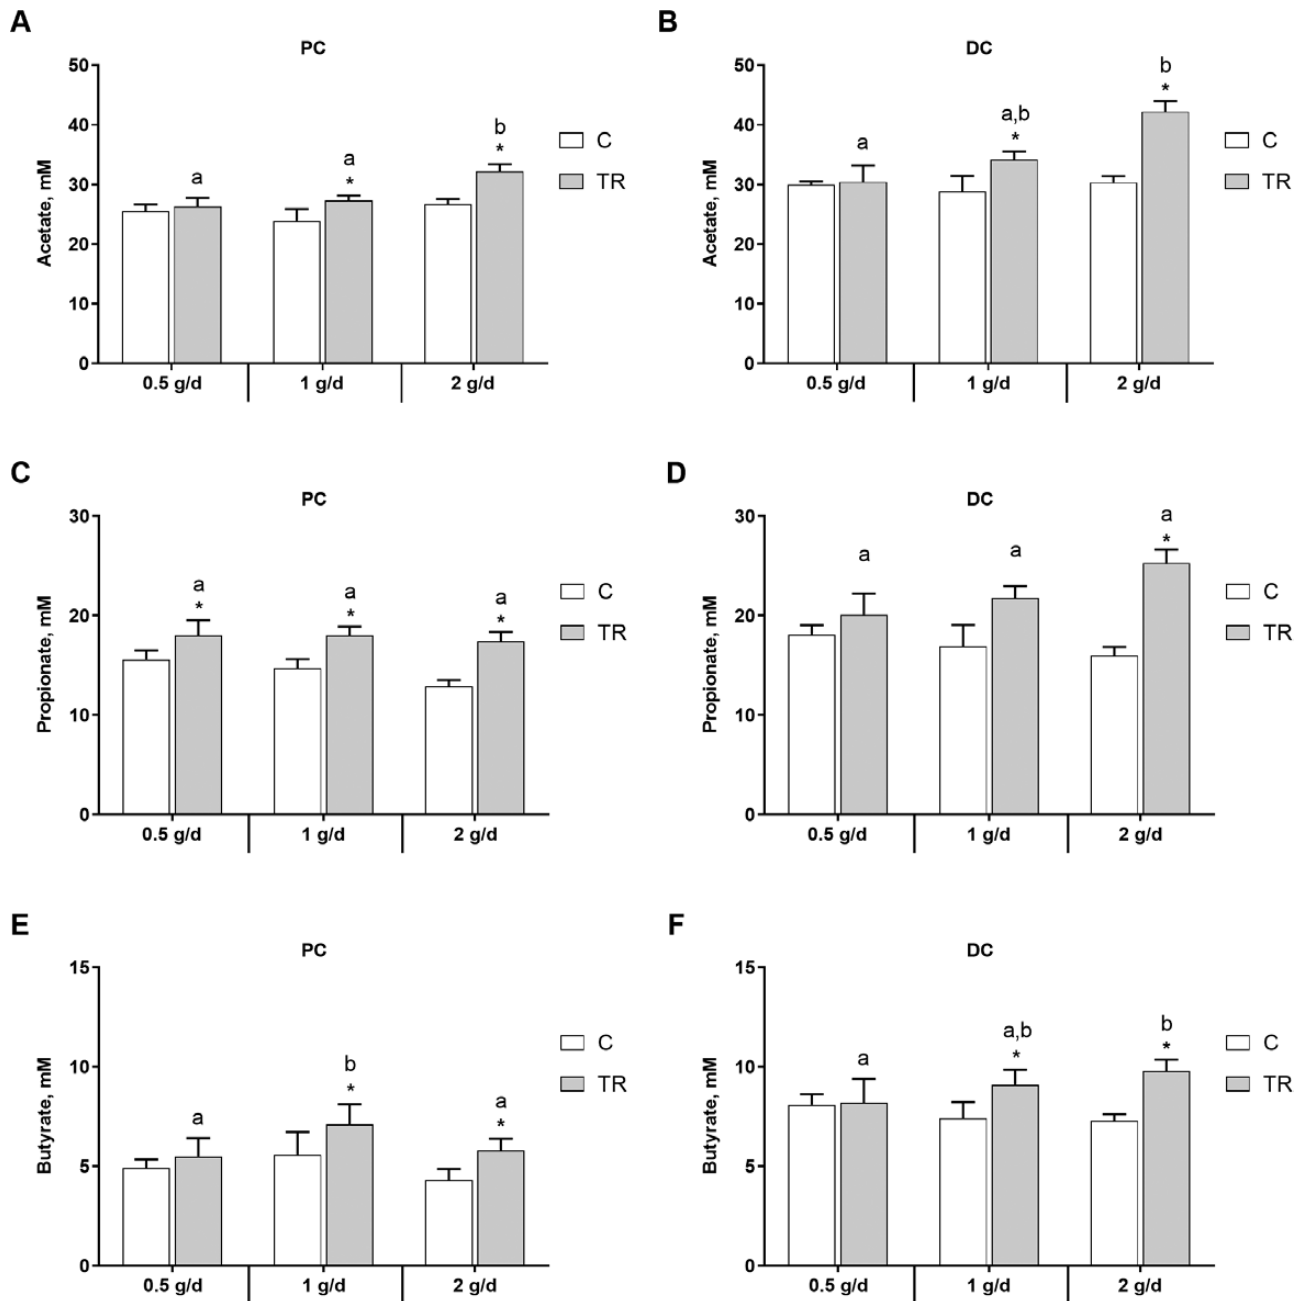 A
PC
50
40
30
20
10
0
Acetate, mM
a
a
*
b
*
0.5 g/d
1 g/d
2 g/d
C
TR
B
DC
50
40
30
20
10
0
Acetate, mM
a
a,b
*
b
*
0.5 g/d
1 g/d
2 g/d
C
TR
C
PC
30
20
10
0
Propionate, mM
a
*
a
*
a
*
0.5 g/d
1 g/d
2 g/d
C
TR
D
DC
30
20
10
0
Propionate, mM
a
a
a
*
0.5 g/d
1 g/d
2 g/d
C
TR
E
PC
15
10
5
0
Butyrate, mM
a
b
*
a
*
0.5 g/d
1 g/d
2 g/d
C
TR
F
DC
15
10
5
0
Butyrate, mM
a
a,b
*
b
*
0.5 g/d
1 g/d
2 g/d
C
TR